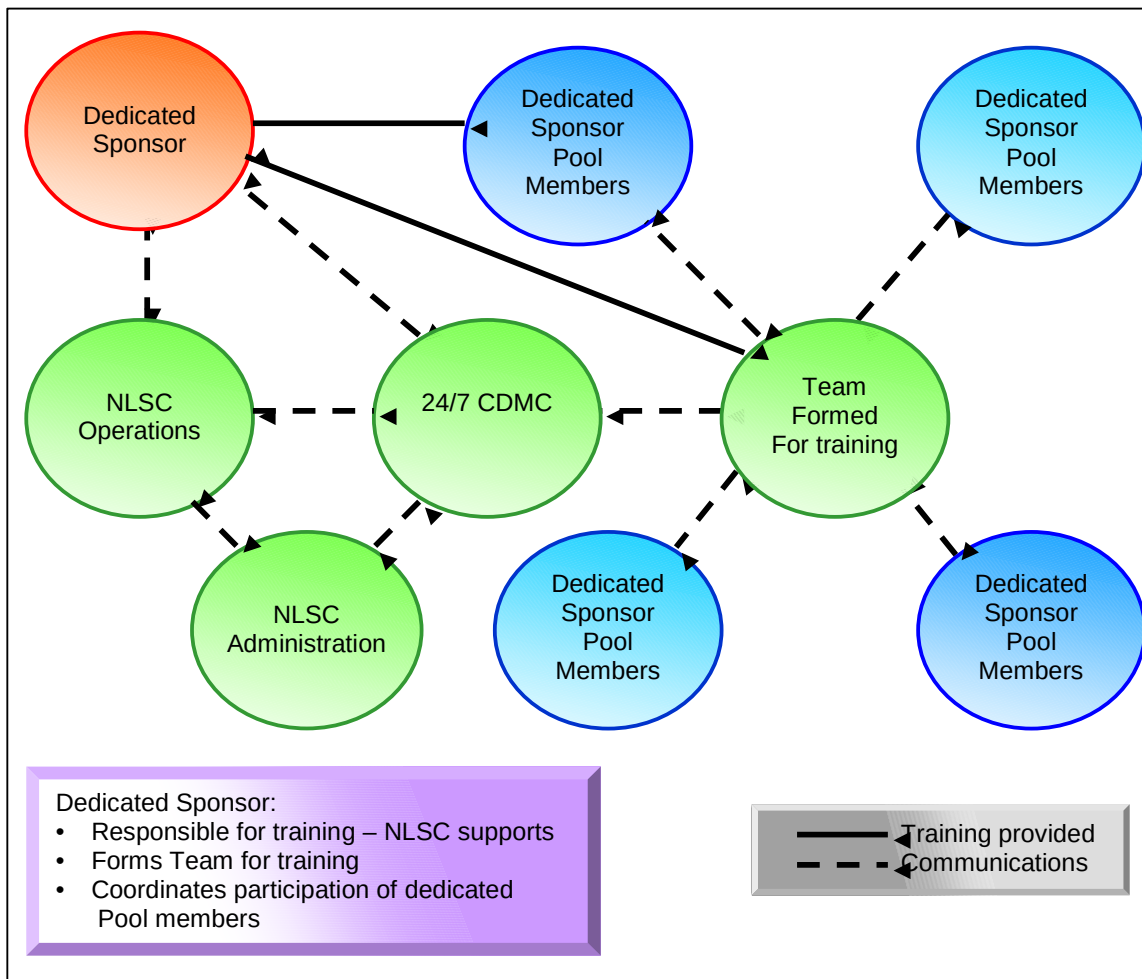 Dedicated
Sponsor
Dedicated
Sponsor
Pool
Members
Dedicated
Sponsor
Pool
Members
NLSC
Operations
24/7 CDMC
Team
Formed
For training
NLSC
Administration
Dedicated
Sponsor
Pool
Members
Dedicated
Sponsor
Pool
Members
Dedicated Sponsor:
• Responsible for training – NLSC supports
• Forms Team for training
• Coordinates participation of dedicated
Pool members
Training provided
Communications